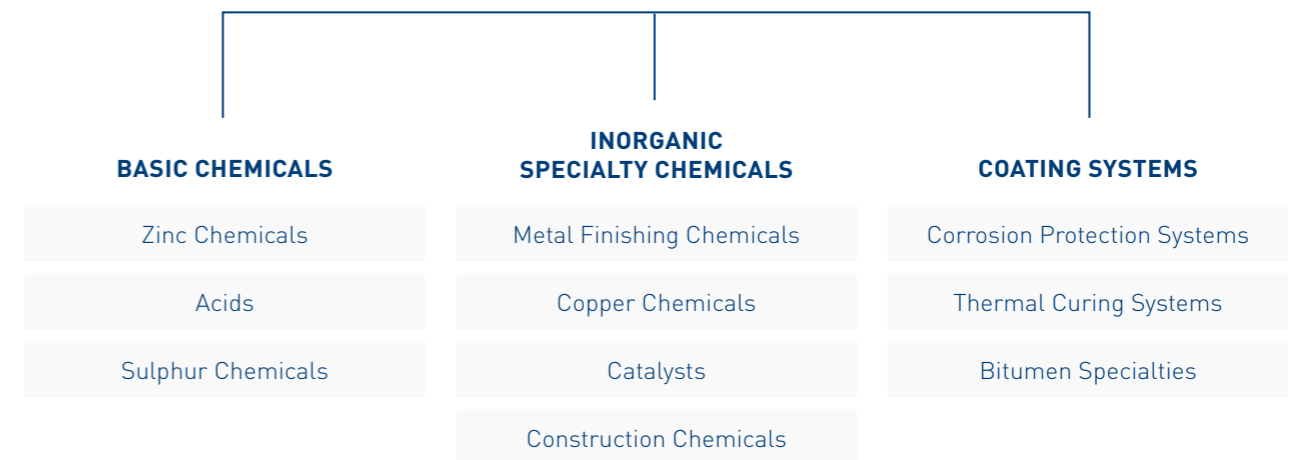 BASIC CHEMICALS
Zinc Chemicals
Acids
Sulphur Chemicals
INORGANIC
SPECIALTY CHEMICALS
Metal Finishing Chemicals
Copper Chemicals
Catalysts
Construction Chemicals
COATING SYSTEMS
Corrosion Protection Systems
Thermal Curing Systems
Bitumen Specialties